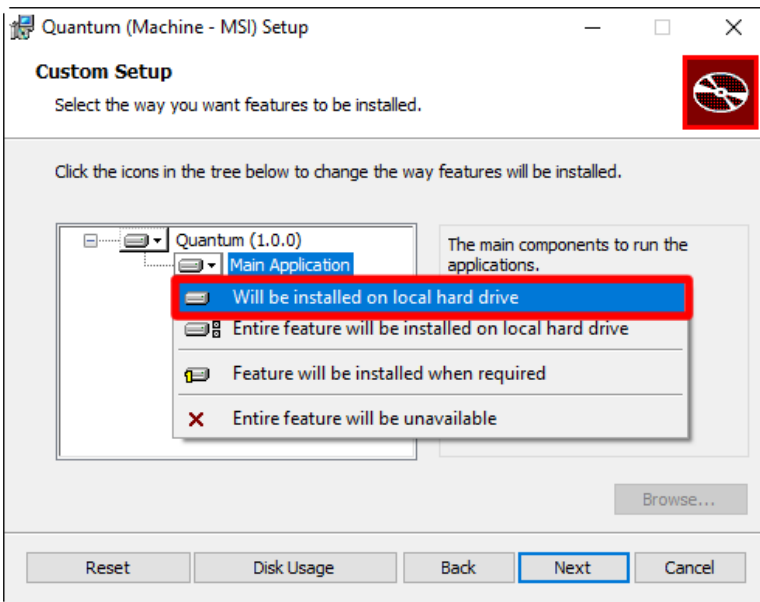 Quantum (Machine - MSI) Setup
Custom Setup
Select the way you want features to be installed.
Click the icons in the tree below to change the way features will be installed.
Quantum (1.0.0)
Main Application
The main components to run the
applications.
Will be installed on local hard drive
Entire feature will be installed on local hard drive
Feature will be installed when required
Entire feature will be unavailable
Browse...
Reset
Disk Usage
Back
Next
Cancel